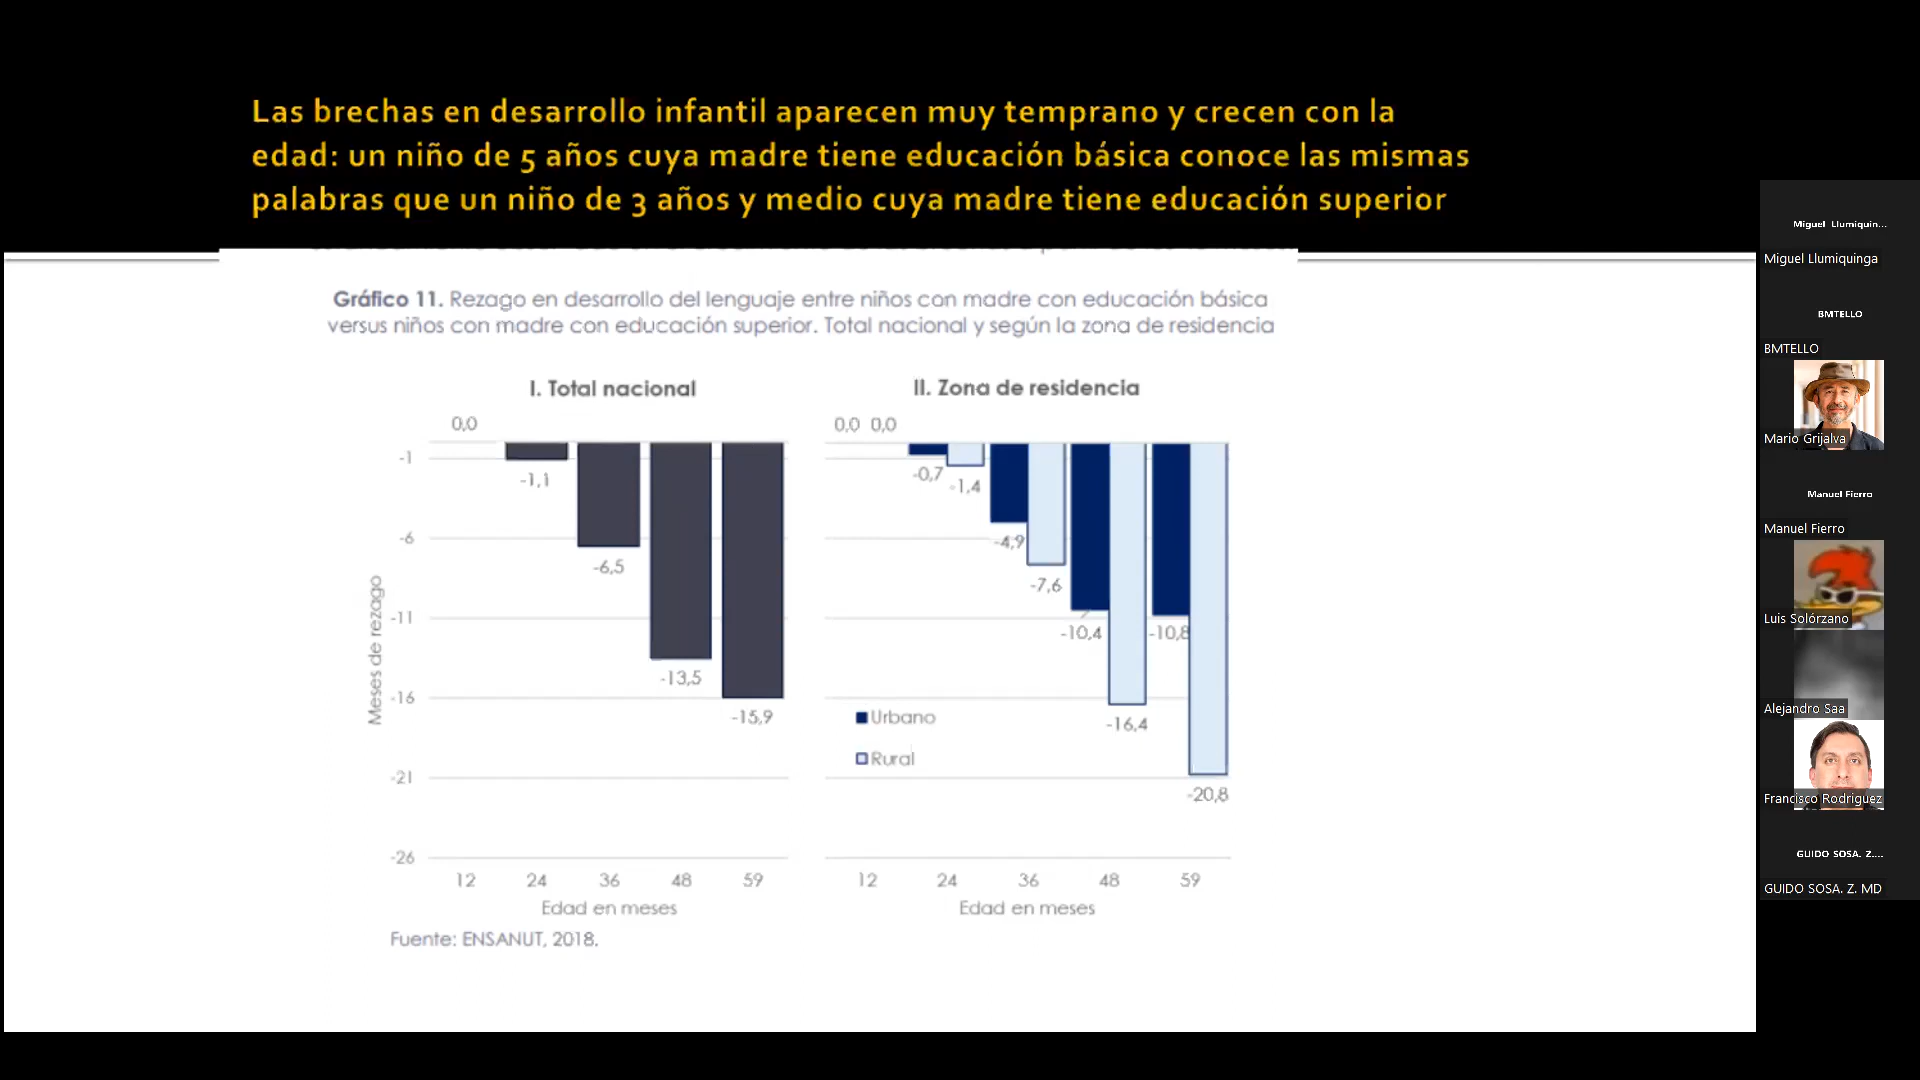 Las brechas en desarrollo infantil aparecen muy temprano y crecen con la
edad: un niño de 5 años cuya madre tiene educación básica conoce las mismas
palabras que un niño de 3 años y medio cuya madre tiene educación superior
Gráfico 11. Rezago en desarrollo del lenguaje entre niños con madre con educación básica
versus niños con madre con educación superior. Total nacional y según la zona de residencia
I. Total nacional
0,0
-1
-6
-11
-16
-21
-26
Meses de rezago
-1,1
-6,5
-13,5
-15,9
12 24 36 48 59
Edad en meses
II. Zona de residencia
0,0 0,0
-0,7
-1,4
-4,9
-7,6
-10,4
-16,4
-10,8
-20,8
Urbano
Rural
12 24 36 48 59
Edad en meses
Fuente: ENSANUT, 2018.
Miguel Llumiquin...
Miguel Llumiquinga
BMTELLO
BMTELLO
Mario Grijalva
Manuel Fierro
Manuel Fierro
Luis Solórzano
Alejandro Saa
Francisco Rodriguez
GUIDO SOSA. Z....
GUIDO SOSA. Z. MD